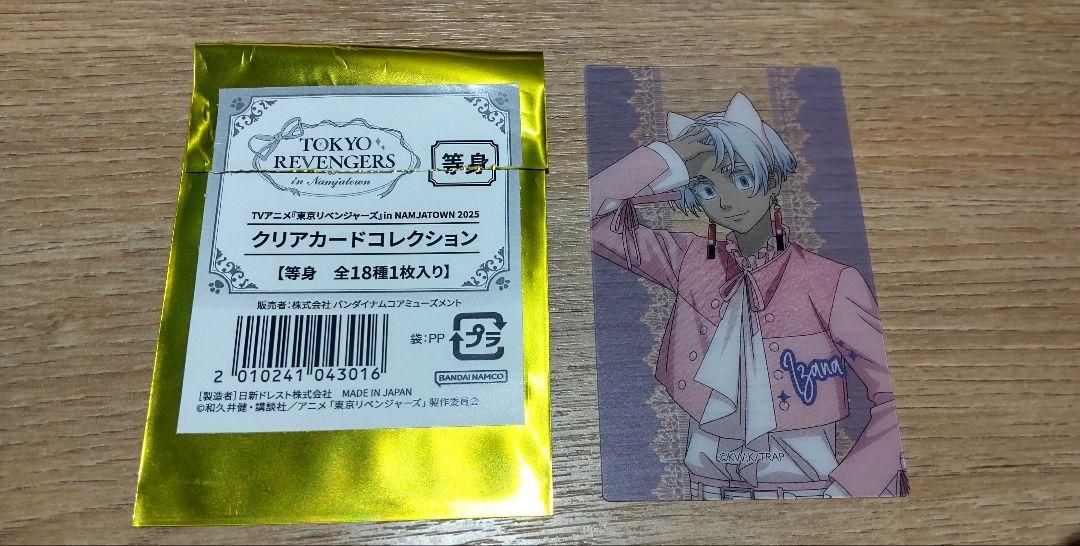 TOKYO
REVENGERS
in Namjatown
等身
TVアニメ『東京リベンジャーズ』in NAMJATOWN 2025
クリアカードコレクション
【等身 全18種1枚入り】
販売者:株式会社 バンダイナムコアミューズメント
袋:PP
プラ
2 010241 043016
BANDAI NAMCO
[製造者]日新ドレスト株式会社 MADE IN JAPAN
©和久井健・講談社/アニメ「東京リベンジャーズ」製作委員会
Izana
©KW.K/TRAP